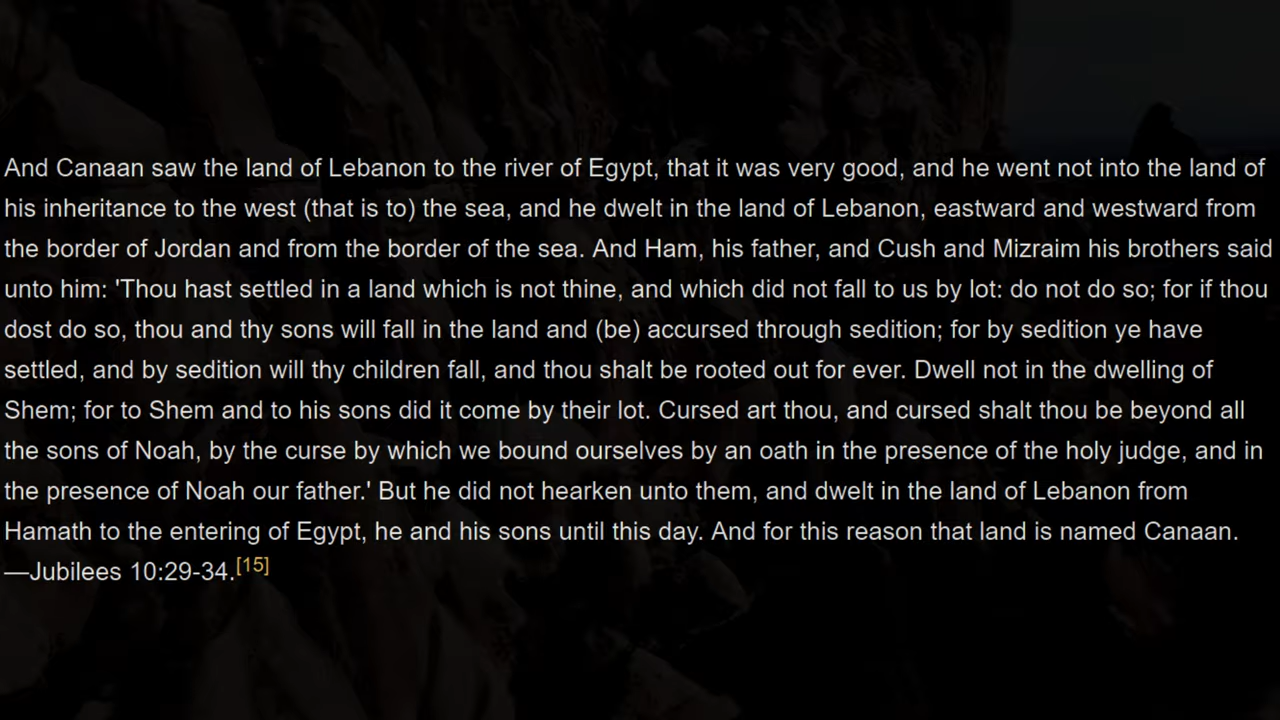 And Canaan saw the land of Lebanon to the river of Egypt, that it was very good, and he went not into the land of
his inheritance to the west (that is to) the sea, and he dwelt in the land of Lebanon, eastward and westward from
the border of Jordan and from the border of the sea. And Ham, his father, and Cush and Mizraim his brothers said
unto him: 'Thou hast settled in a land which is not thine, and which did not fall to us by lot: do not do so; for if thou
dost do so, thou and thy sons will fall in the land and (be) accursed through sedition; for by sedition ye have
settled, and by sedition will thy children fall, and thou shalt be rooted out for ever. Dwell not in the dwelling of
Shem; for to Shem and to his sons did it come by their lot. Cursed art thou, and cursed shalt thou be beyond all
the sons of Noah, by the curse by which we bound ourselves by an oath in the presence of the holy judge, and in
the presence of Noah our father.' But he did not hearken unto them, and dwelt in the land of Lebanon from
Hamath to the entering of Egypt, he and his sons until this day. And for this reason that land is named Canaan.
—Jubilees 10:29-34.[15]